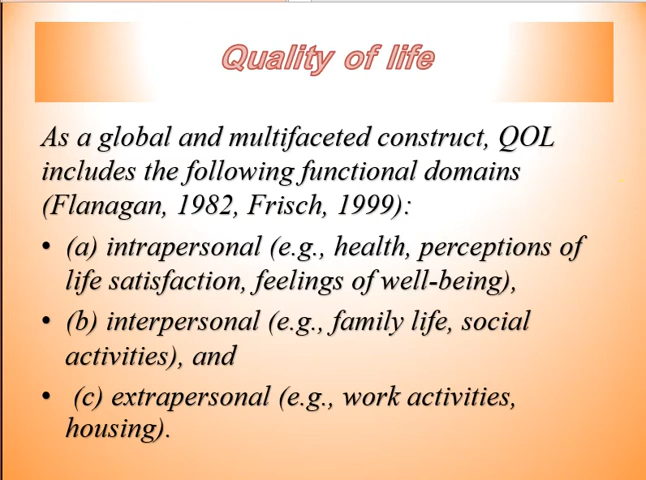 Quality of life
As a global and multifaceted construct, QOL
includes the following functional domains
(Flanagan, 1982, Frisch, 1999):
• (a) intrapersonal (e.g., health, perceptions of
life satisfaction, feelings of well-being),
• (b) interpersonal (e.g., family life, social
activities), and
• (c) extrapersonal (e.g., work activities,
housing).